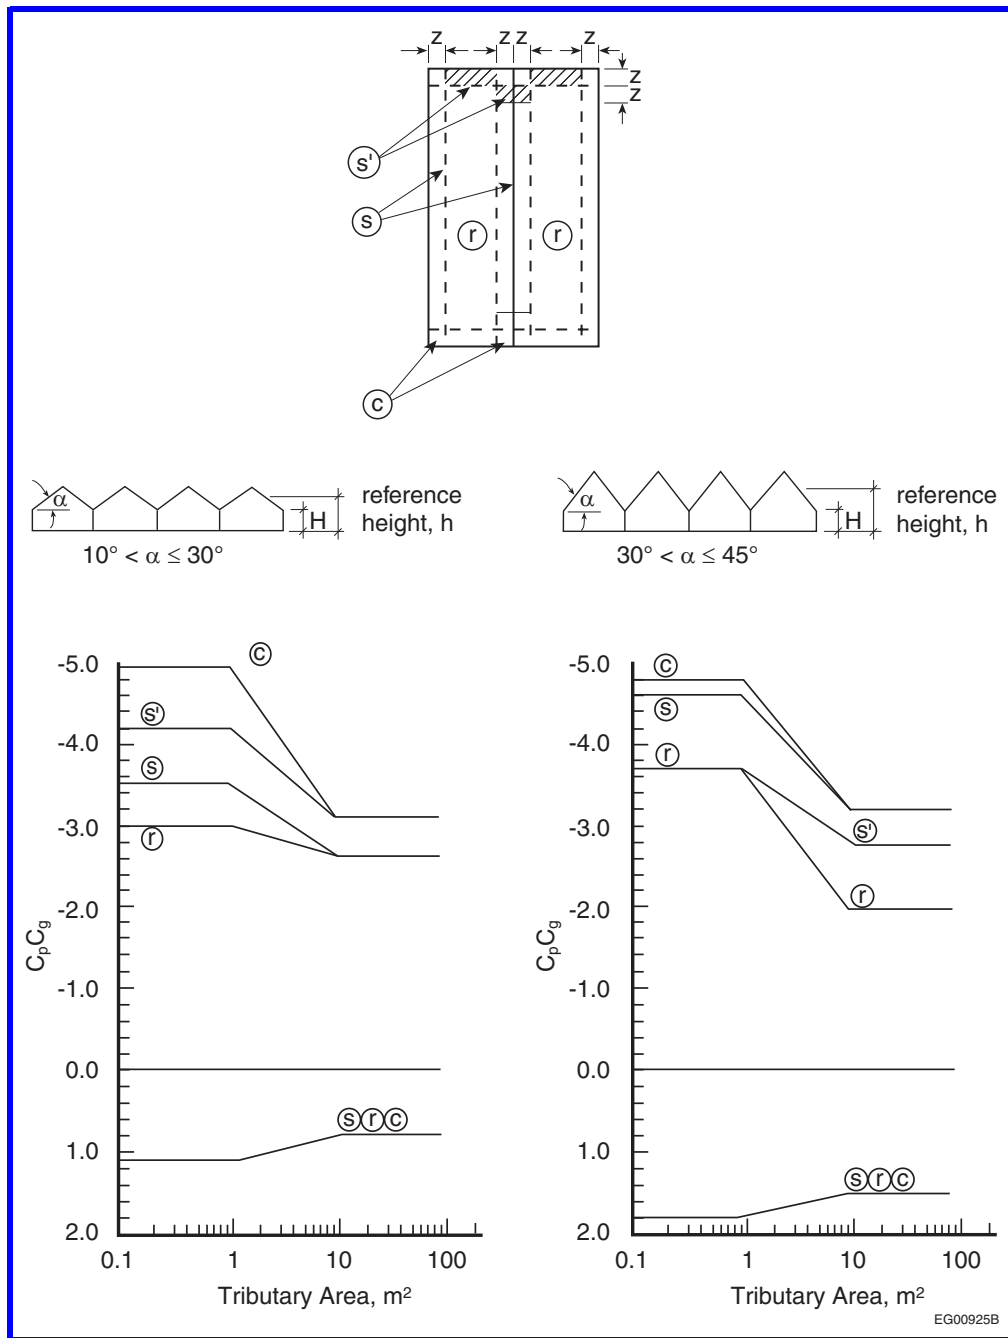 z z z z
z
z
s'
s
r r
c
α
H
reference
height, h
10° < α ≤ 30°
α
H
reference
height, h
30° < α ≤ 45°
-5.0
-4.0
-3.0
-2.0
-1.0
0.0
1.0
2.0
CpCg
c
s'
s
r
s r c
0.1 1 10 100
Tributary Area, m²
-5.0
-4.0
-3.0
-2.0
-1.0
0.0
1.0
2.0
CpCg
c
s
r
s'
r
s r c
0.1 1 10 100
Tributary Area, m²
EG00925B